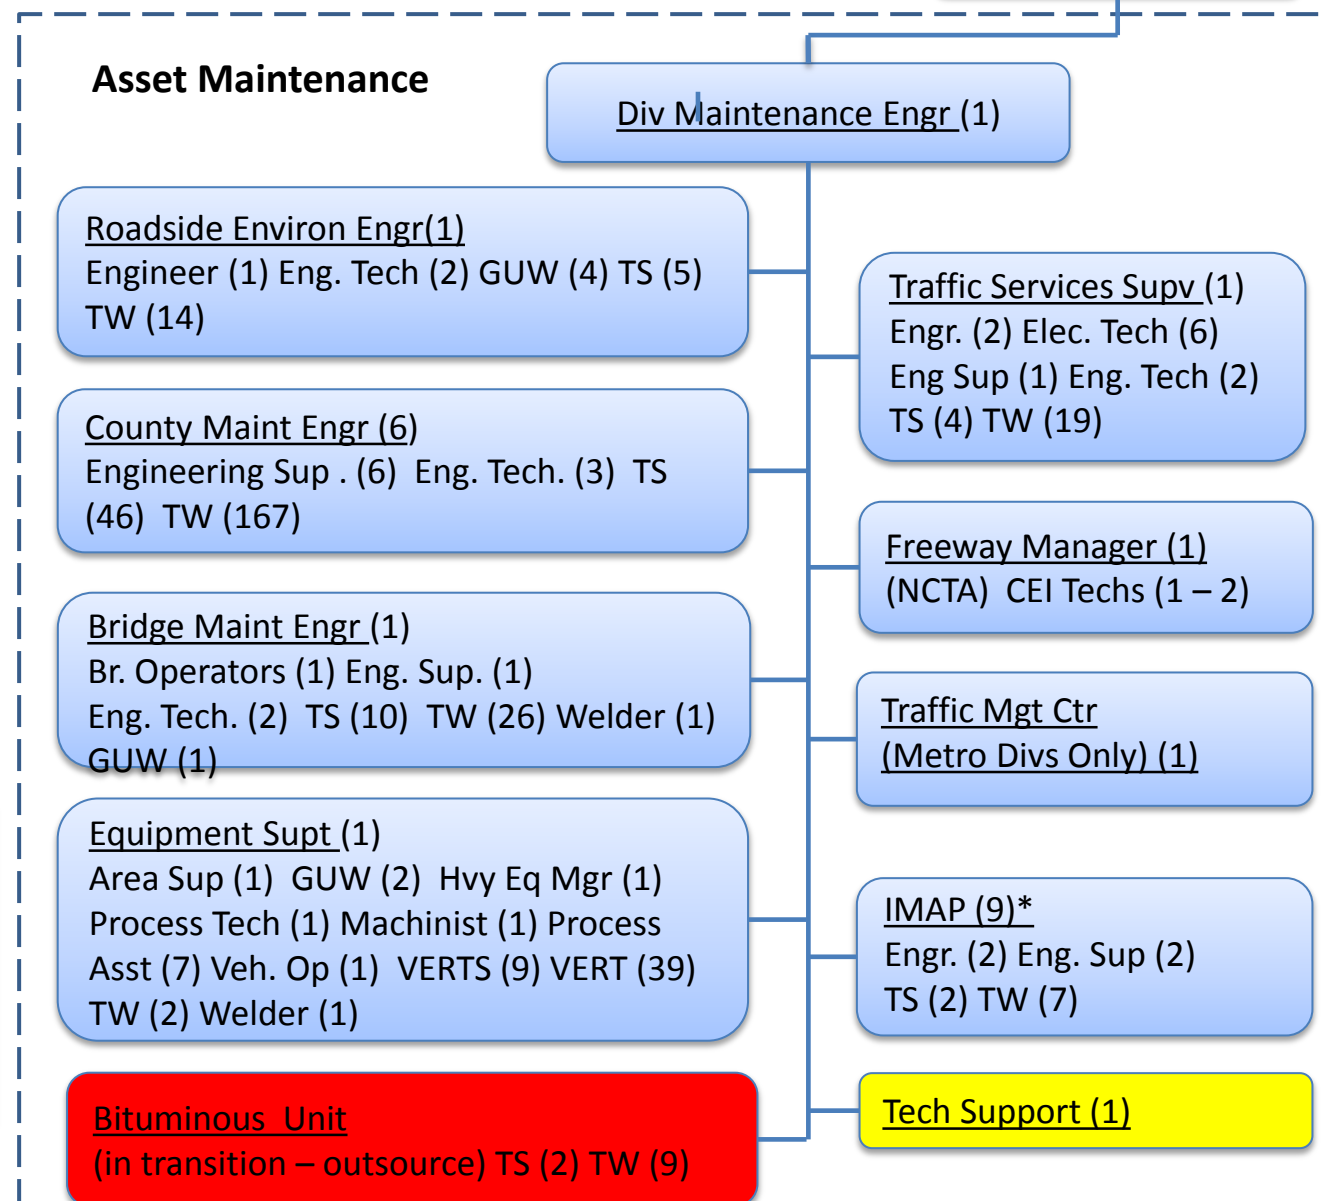 Asset Maintenance
Div Maintenance Engr (1)
Roadside Environ Engr(1)
Engineer (1) Eng. Tech (2) GUW (4) TS (5)
TW (14)
County Maint Engr (6)
Engineering Sup . (6) Eng. Tech. (3) TS
(46) TW (167)
Bridge Maint Engr (1)
Br. Operators (1) Eng. Sup. (1)
Eng. Tech. (2) TS (10) TW (26) Welder (1)
GUW (1)
Equipment Supt (1)
Area Sup (1) GUW (2) Hvy Eq Mgr (1)
Process Tech (1) Machinist (1) Process
Asst (7) Veh. Op (1) VERTS (9) VERT (39)
TW (2) Welder (1)
Bituminous Unit
(in transition – outsource) TS (2) TW (9)
Traffic Services Supv (1)
Engr. (2) Elec. Tech (6)
Eng Sup (1) Eng. Tech (2)
TS (4) TW (19)
Freeway Manager (1)
(NCTA) CEI Techs (1 – 2)
Traffic Mgt Ctr
(Metro Divs Only) (1)
IMAP (9)*
Engr. (2) Eng. Sup (2)
TS (2) TW (7)
Tech Support (1)